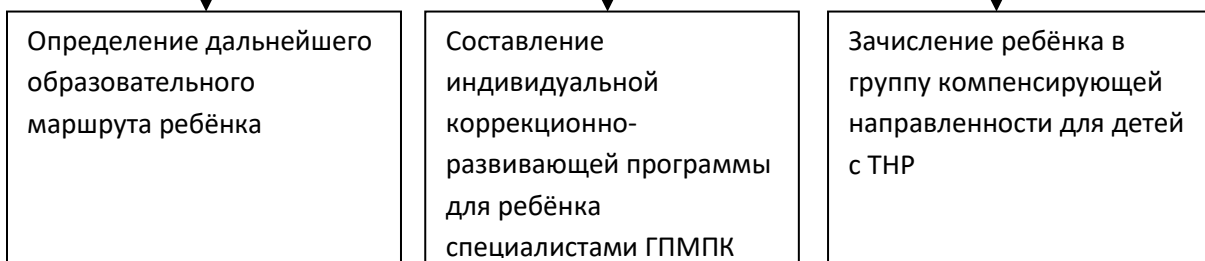 Определение дальнейшего
образовательного
маршрута ребёнка
Составление
индивидуальной
коррекционно-
развивающей программы
для ребёнка
специалистами ГПМПК
Зачисление ребёнка в
группу компенсирующей
направленности для детей
с ТНР